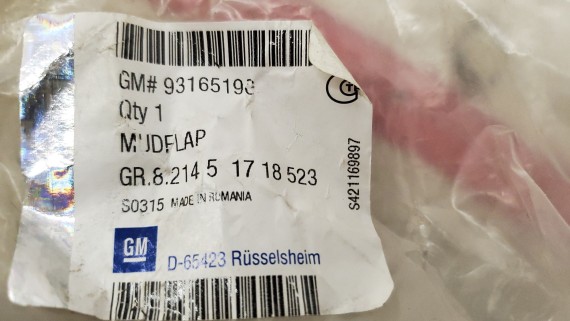 GM# 93165193
Qty 1
MUDFLAP
GR.8.214 5 17 18 523
S0315 MADE IN ROMANIA
GM
D-65423 Rüsselsheim
S421169897